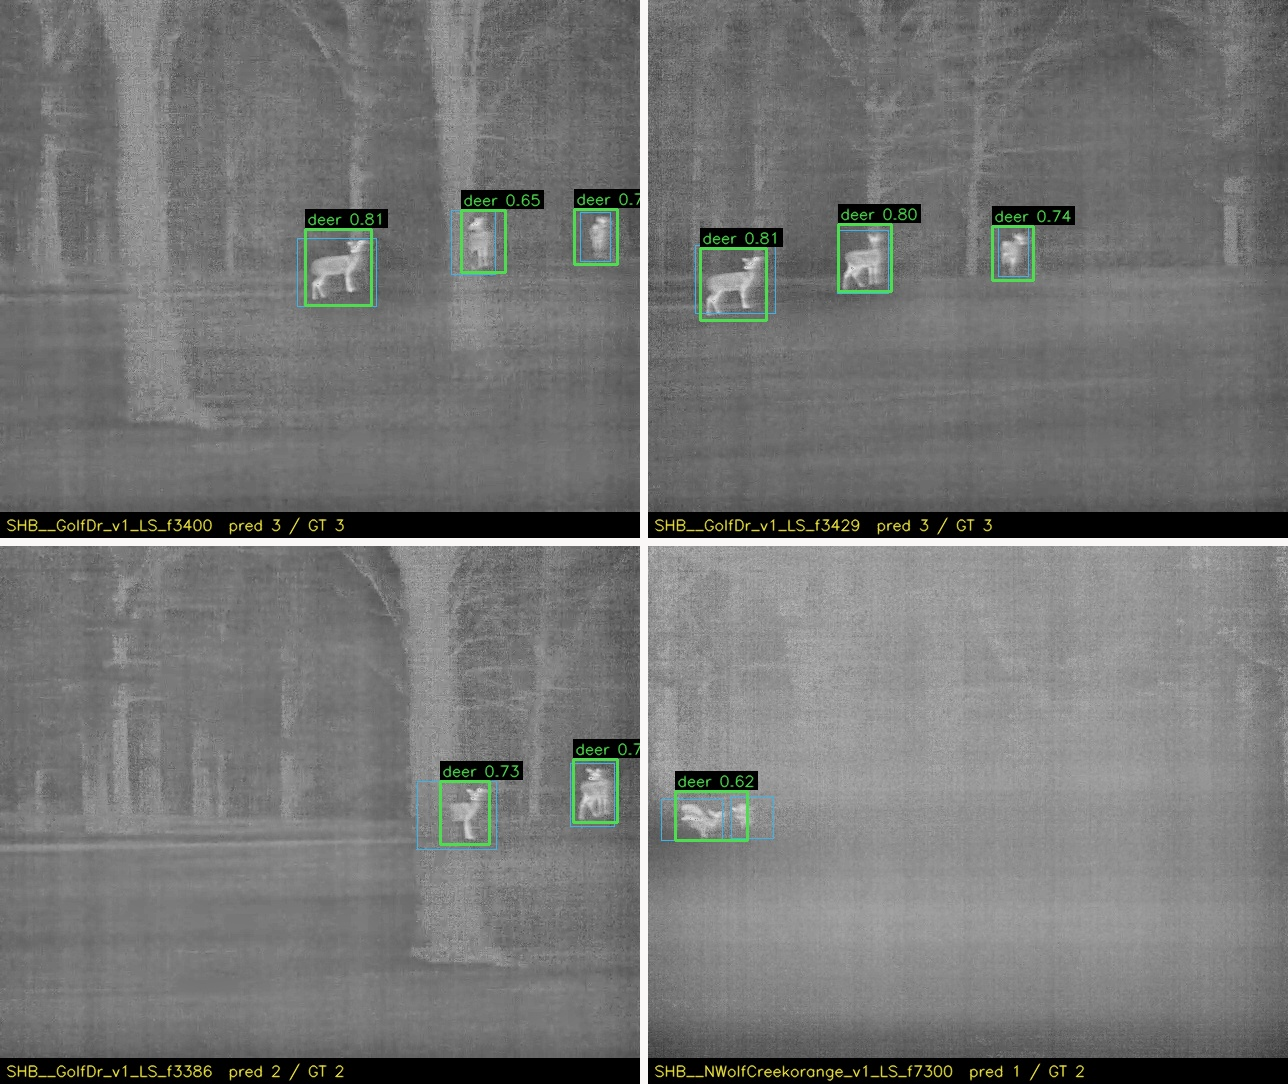 deer 0.81
deer 0.65
deer 0.7
SHB__GolfDr_v1_LS_f3400 pred 3 / GT 3
deer 0.81
deer 0.80
deer 0.74
SHB__GolfDr_v1_LS_f3429 pred 3 / GT 3
deer 0.73
deer 0.7
SHB__GolfDr_v1_LS_f3386 pred 2 / GT 2
deer 0.62
SHB__NWolfCreekorange_v1_LS_f7300 pred 1 / GT 2